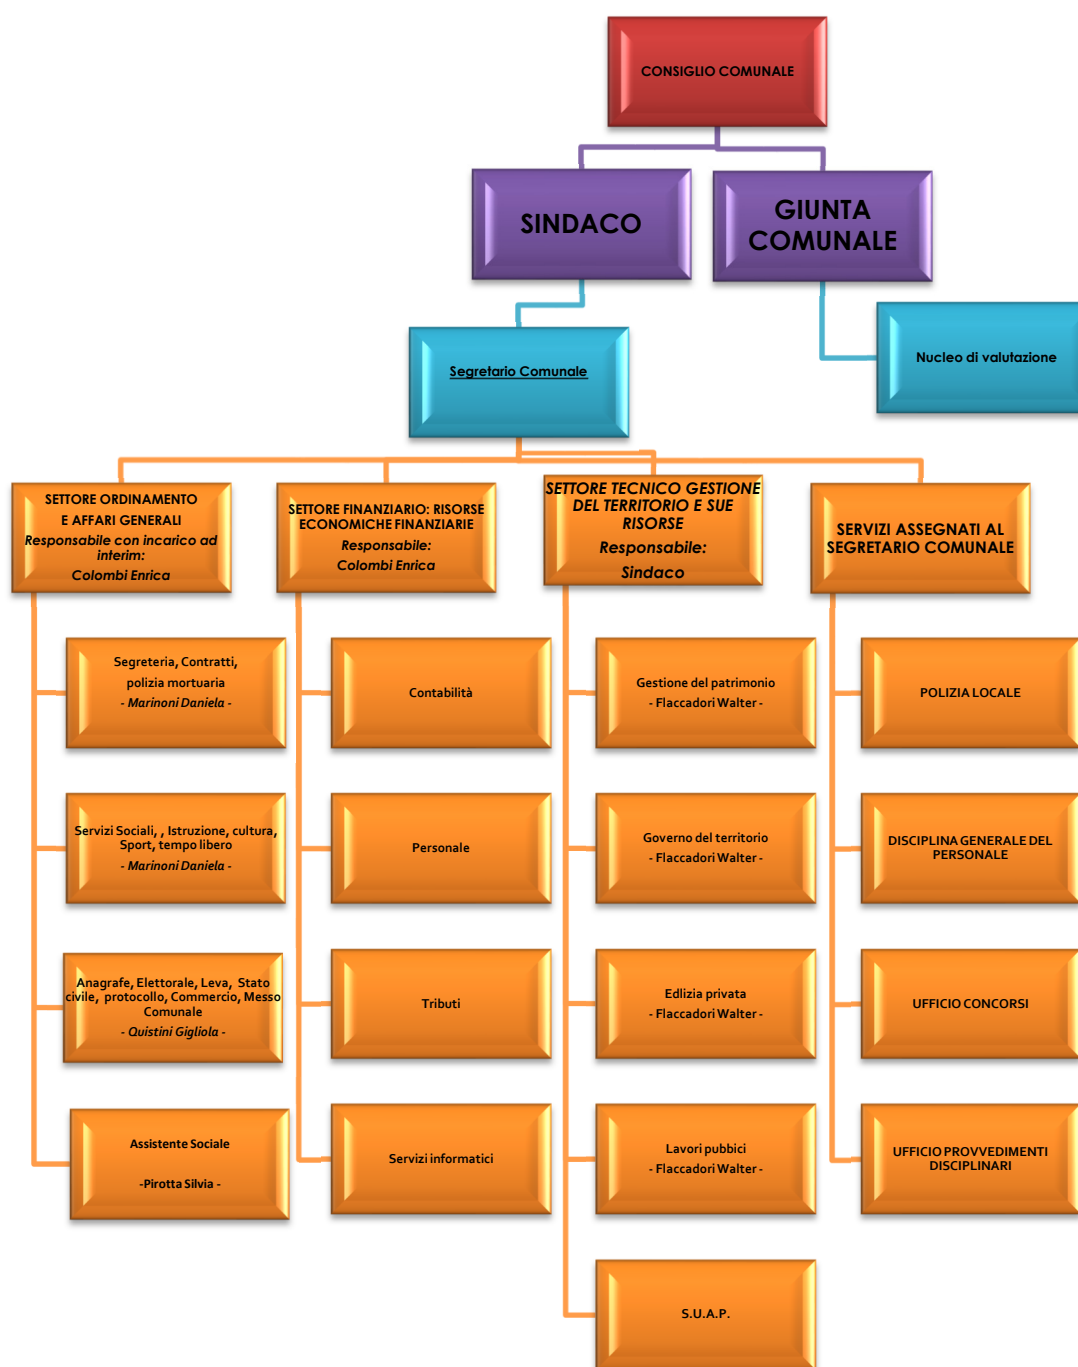 CONSIGLIO COMUNALE
SINDACO
GIUNTA
COMUNALE
Segretario Comunale
Nucleo di valutazione
SETTORE ORDINAMENTO
E AFFARI GENERALI
Responsabile con incarico ad
interim:
Colombi Enrica
SETTORE FINANZIARIO: RISORSE
ECONOMICHE FINANZIARIE
Responsabile:
Colombi Enrica
SETTORE TECNICO GESTIONE
DEL TERRITORIO E SUE
RISORSE
Responsabile:
Sindaco
SERVIZI ASSEGNATI AL
SEGRETARIO COMUNALE
Segreteria, Contratti,
polizia mortuaria
- Marinoni Daniela -
Servizi Sociali, , Istruzione, cultura,
Sport, tempo libero
- Marinoni Daniela -
Anagrafe, Elettorale, Leva, Stato
civile, protocollo, Commercio, Messo
Comunale
- Quistini Gigliola -
Assistente Sociale
-Pirotta Silvia -
Contabilità
Personale
Tributi
Servizi informatici
Gestione del patrimonio
- Flaccadori Walter -
Governo del territorio
- Flaccadori Walter -
Edlizia privata
- Flaccadori Walter -
Lavori pubbici
- Flaccadori Walter -
S.U.A.P.
POLIZIA LOCALE
DISCIPLINA GENERALE DEL
PERSONALE
UFFICIO CONCORSI
UFFICIO PROVVEDIMENTI
DISCIPLINARI